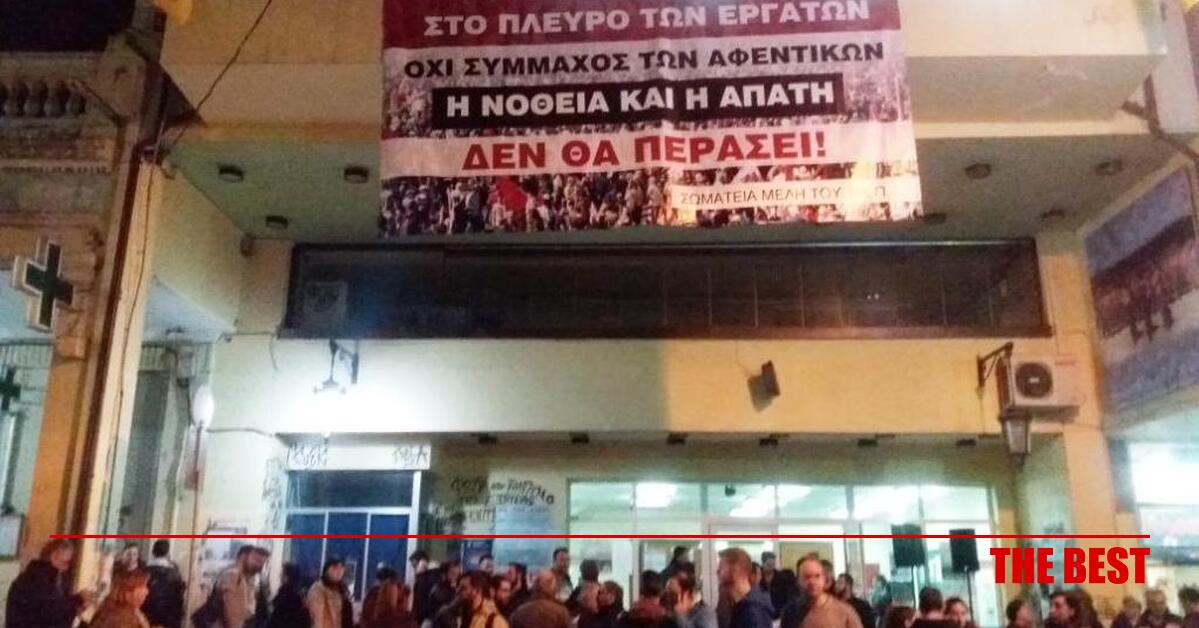 ΣΤΟ ΠΛΕΥΡΟ ΤΩΝ ΕΡΓΑΤΩΝ
ΟΧΙ ΣΥΜΜΑΧΟΣ ΤΩΝ ΑΦΕΝΤΙΚΩΝ
Η ΝΟΘΕΙΑ ΚΑΙ Η ΑΠΑΤΗ
ΔΕΝ ΘΑ ΠΕΡΑΣΕΙ!
ΣΩΜΑΤΕΙΑ ΜΕΛΗ ΤΟΥ
THE BEST